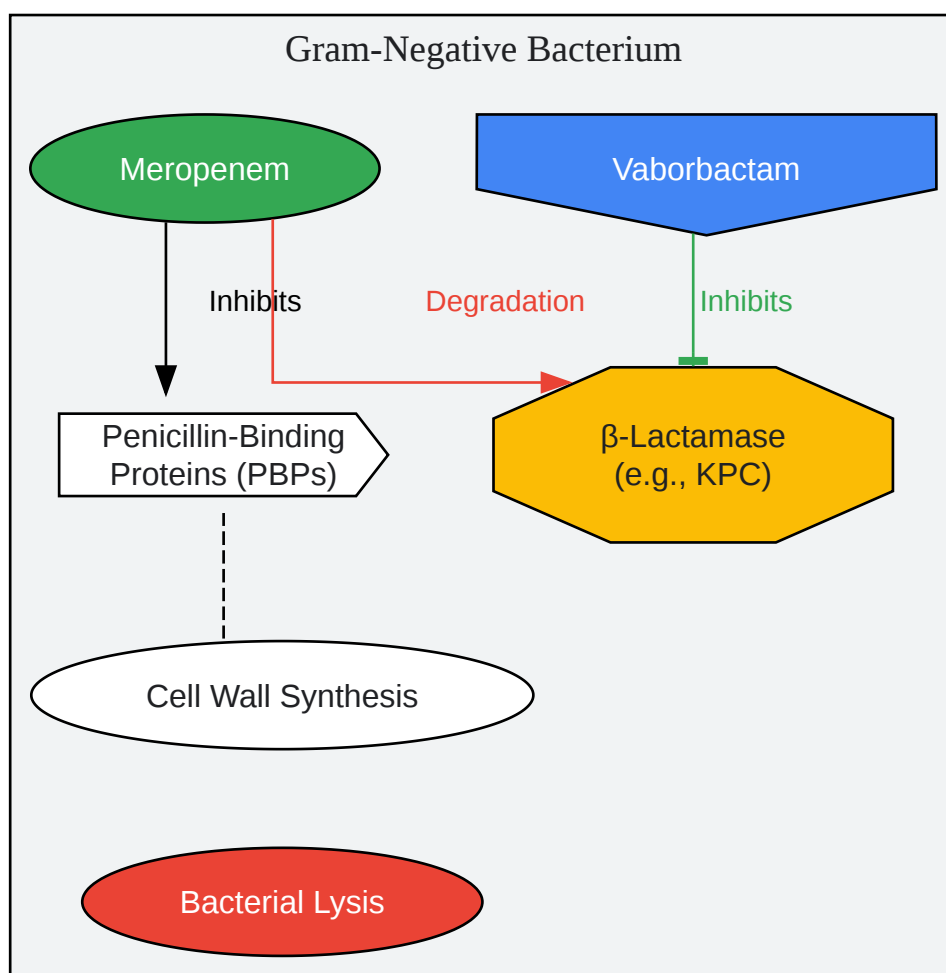 Gram-Negative Bacterium
Meropenem
Vaborbactam
Inhibits
Degradation
Inhibits
Penicillin-Binding
Proteins (PBPs)
β-Lactamase
(e.g., KPC)
Cell Wall Synthesis
Bacterial Lysis